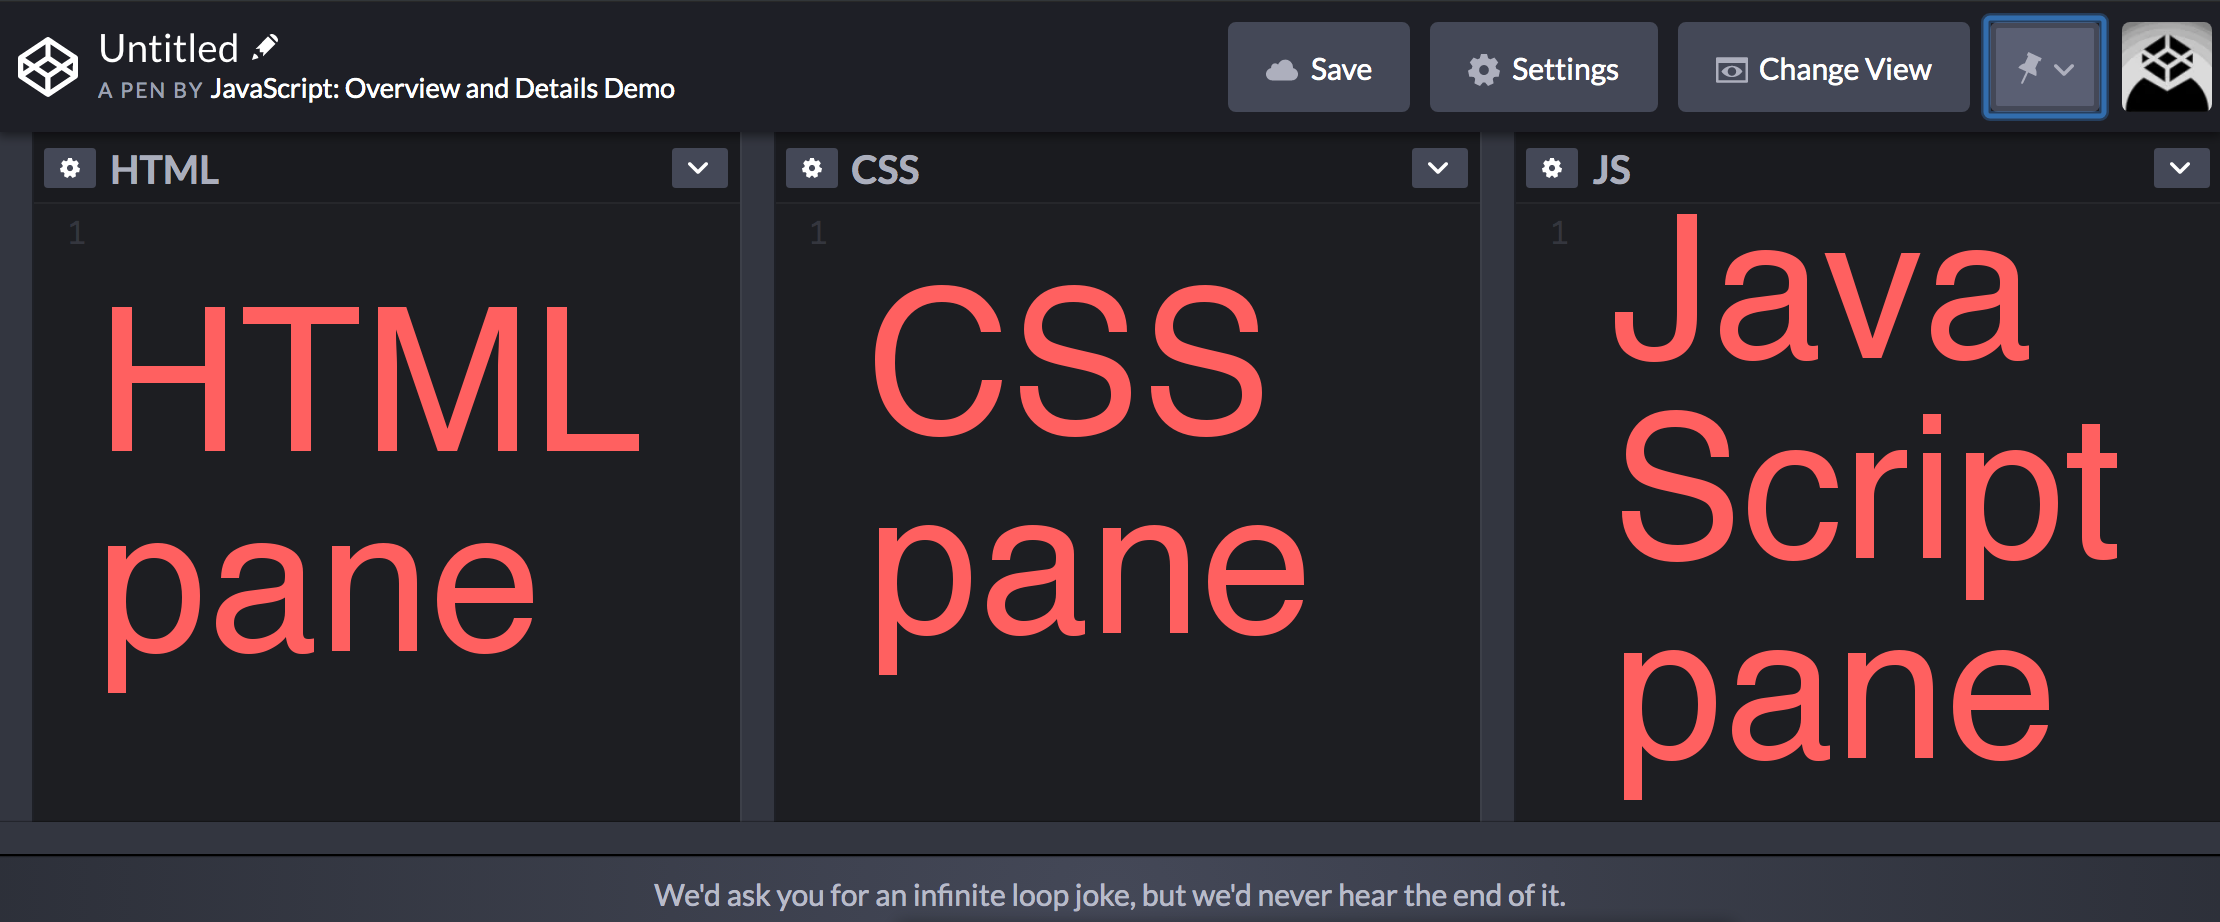 Untitled
A PEN BY JavaScript: Overview and Details Demo
Save
Settings
Change View
HTML
CSS
JS
1
1
1
HTML
pane
CSS
pane
Java
Script
pane
We'd ask you for an infinite loop joke, but we'd never hear the end of it.